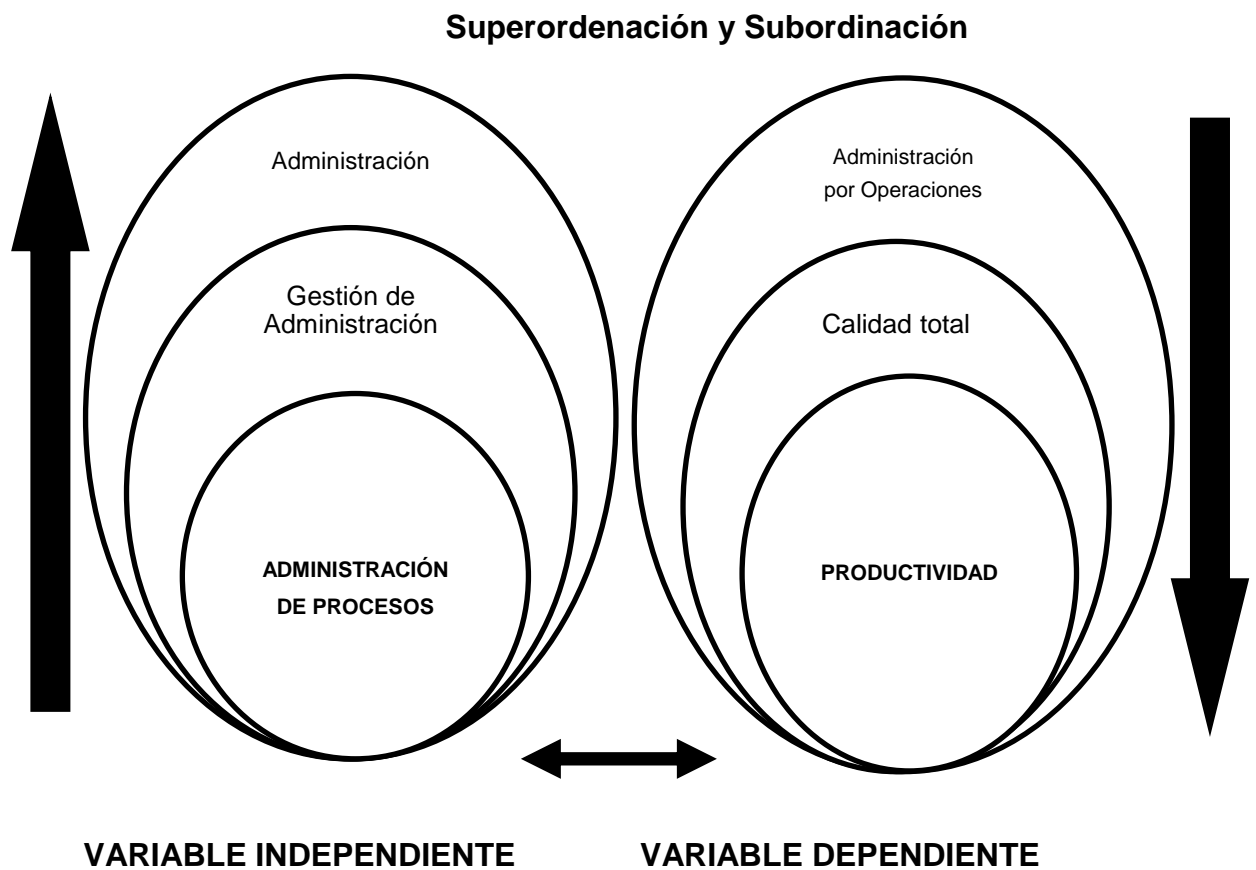 Superordenación y Subordinación
Administración
Gestión de
Administración
ADMINISTRACIÓN
DE PROCESOS
Administración
por Operaciones
Calidad total
PRODUCTIVIDAD
VARIABLE INDEPENDIENTE
VARIABLE DEPENDIENTE